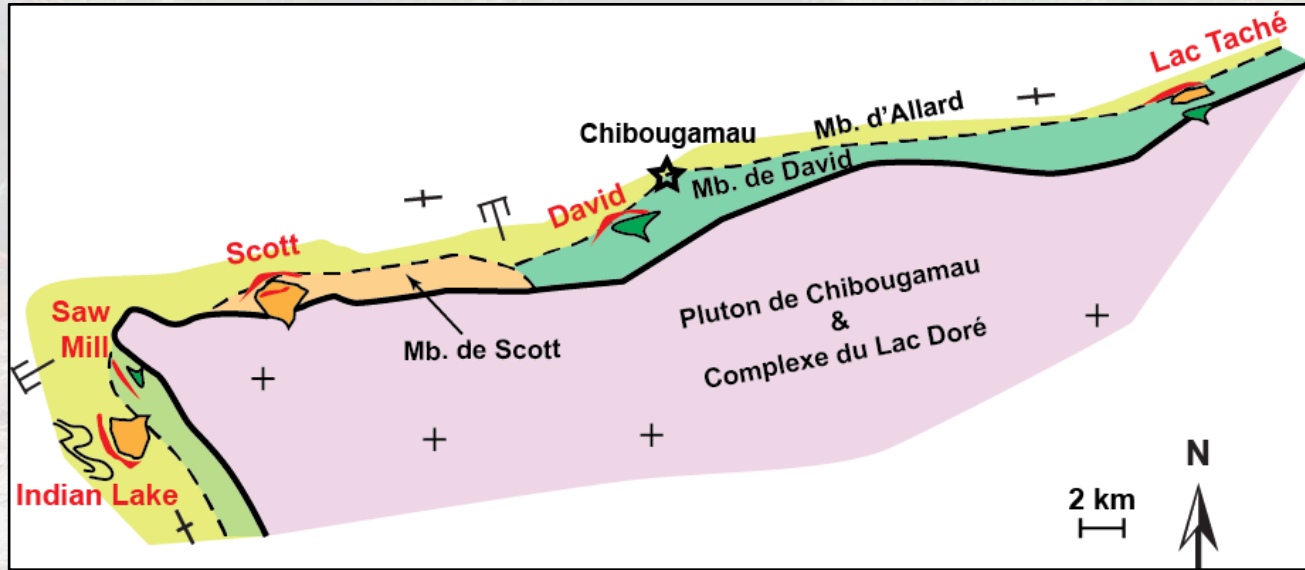 Lac Taché
Mb. d'Allard
Chibougamau
Mb. de David
David
Scott
Saw
Mill
Mb. de Scott
Pluton de Chibougamau
&
Complexe du Lac Doré
Indian Lake
2 km
N